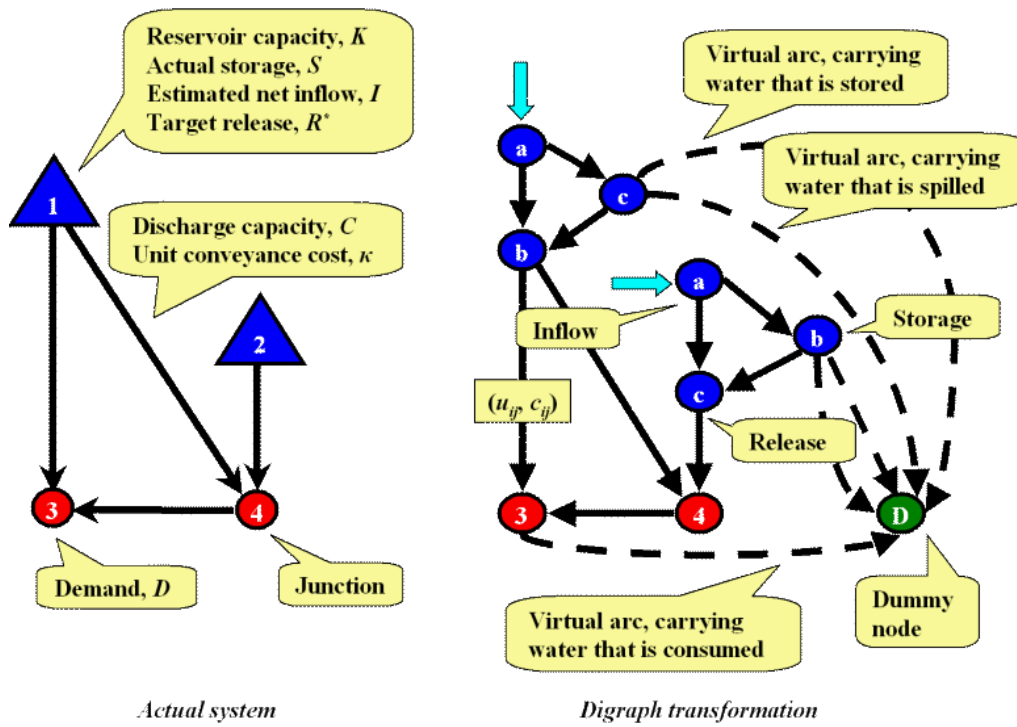 Reservoir capacity, K
Actual storage, S
Estimated net inflow, I
Target release, R*
1
Discharge capacity, C
Unit conveyance cost, κ
2
3
4
Demand, D
Junction
Actual system
Virtual arc, carrying
water that is stored
Virtual arc, carrying
water that is spilled
a
c
b
a
Inflow
b
Storage
c
(u_ij, c_ij)
Release
3
4
D
Virtual arc, carrying
water that is consumed
Dummy
node
Digraph transformation